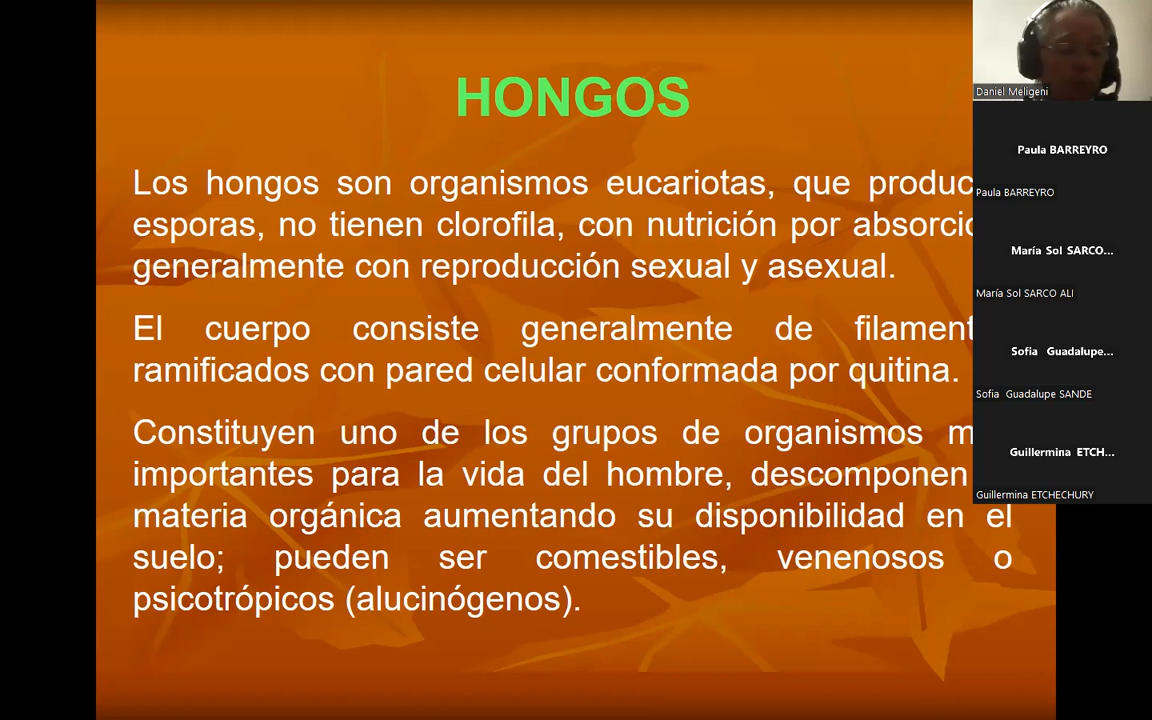 HONGOS
Los hongos son organismos eucariotas, que produc
esporas, no tienen clorofila, con nutrición por absorció
generalmente con reproducción sexual y asexual.
El cuerpo consiste generalmente de filament
ramificados con pared celular conformada por quitina.
Constituyen uno de los grupos de organismos m
importantes para la vida del hombre, descomponen
materia orgánica aumentando su disponibilidad en el
suelo; pueden ser comestibles, venenosos o
psicotrópicos (alucinógenos).
Daniel Meligeni
Paula BARREYRO
Paula BARREYRO
María Sol SARCO...
María Sol SARCO ALI
Sofia Guadalupe...
Sofia Guadalupe SANDE
Guillermina ETCH...
Guillermina ETCHECHURY